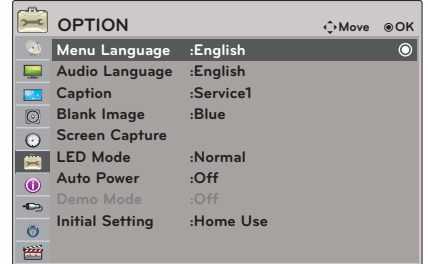 OPTION Move OK
Menu Language :English
Audio Language :English
Caption :Service1
Blank Image :Blue
Screen Capture
LED Mode :Normal
Auto Power :Off
Demo Mode :Off
Initial Setting :Home Use